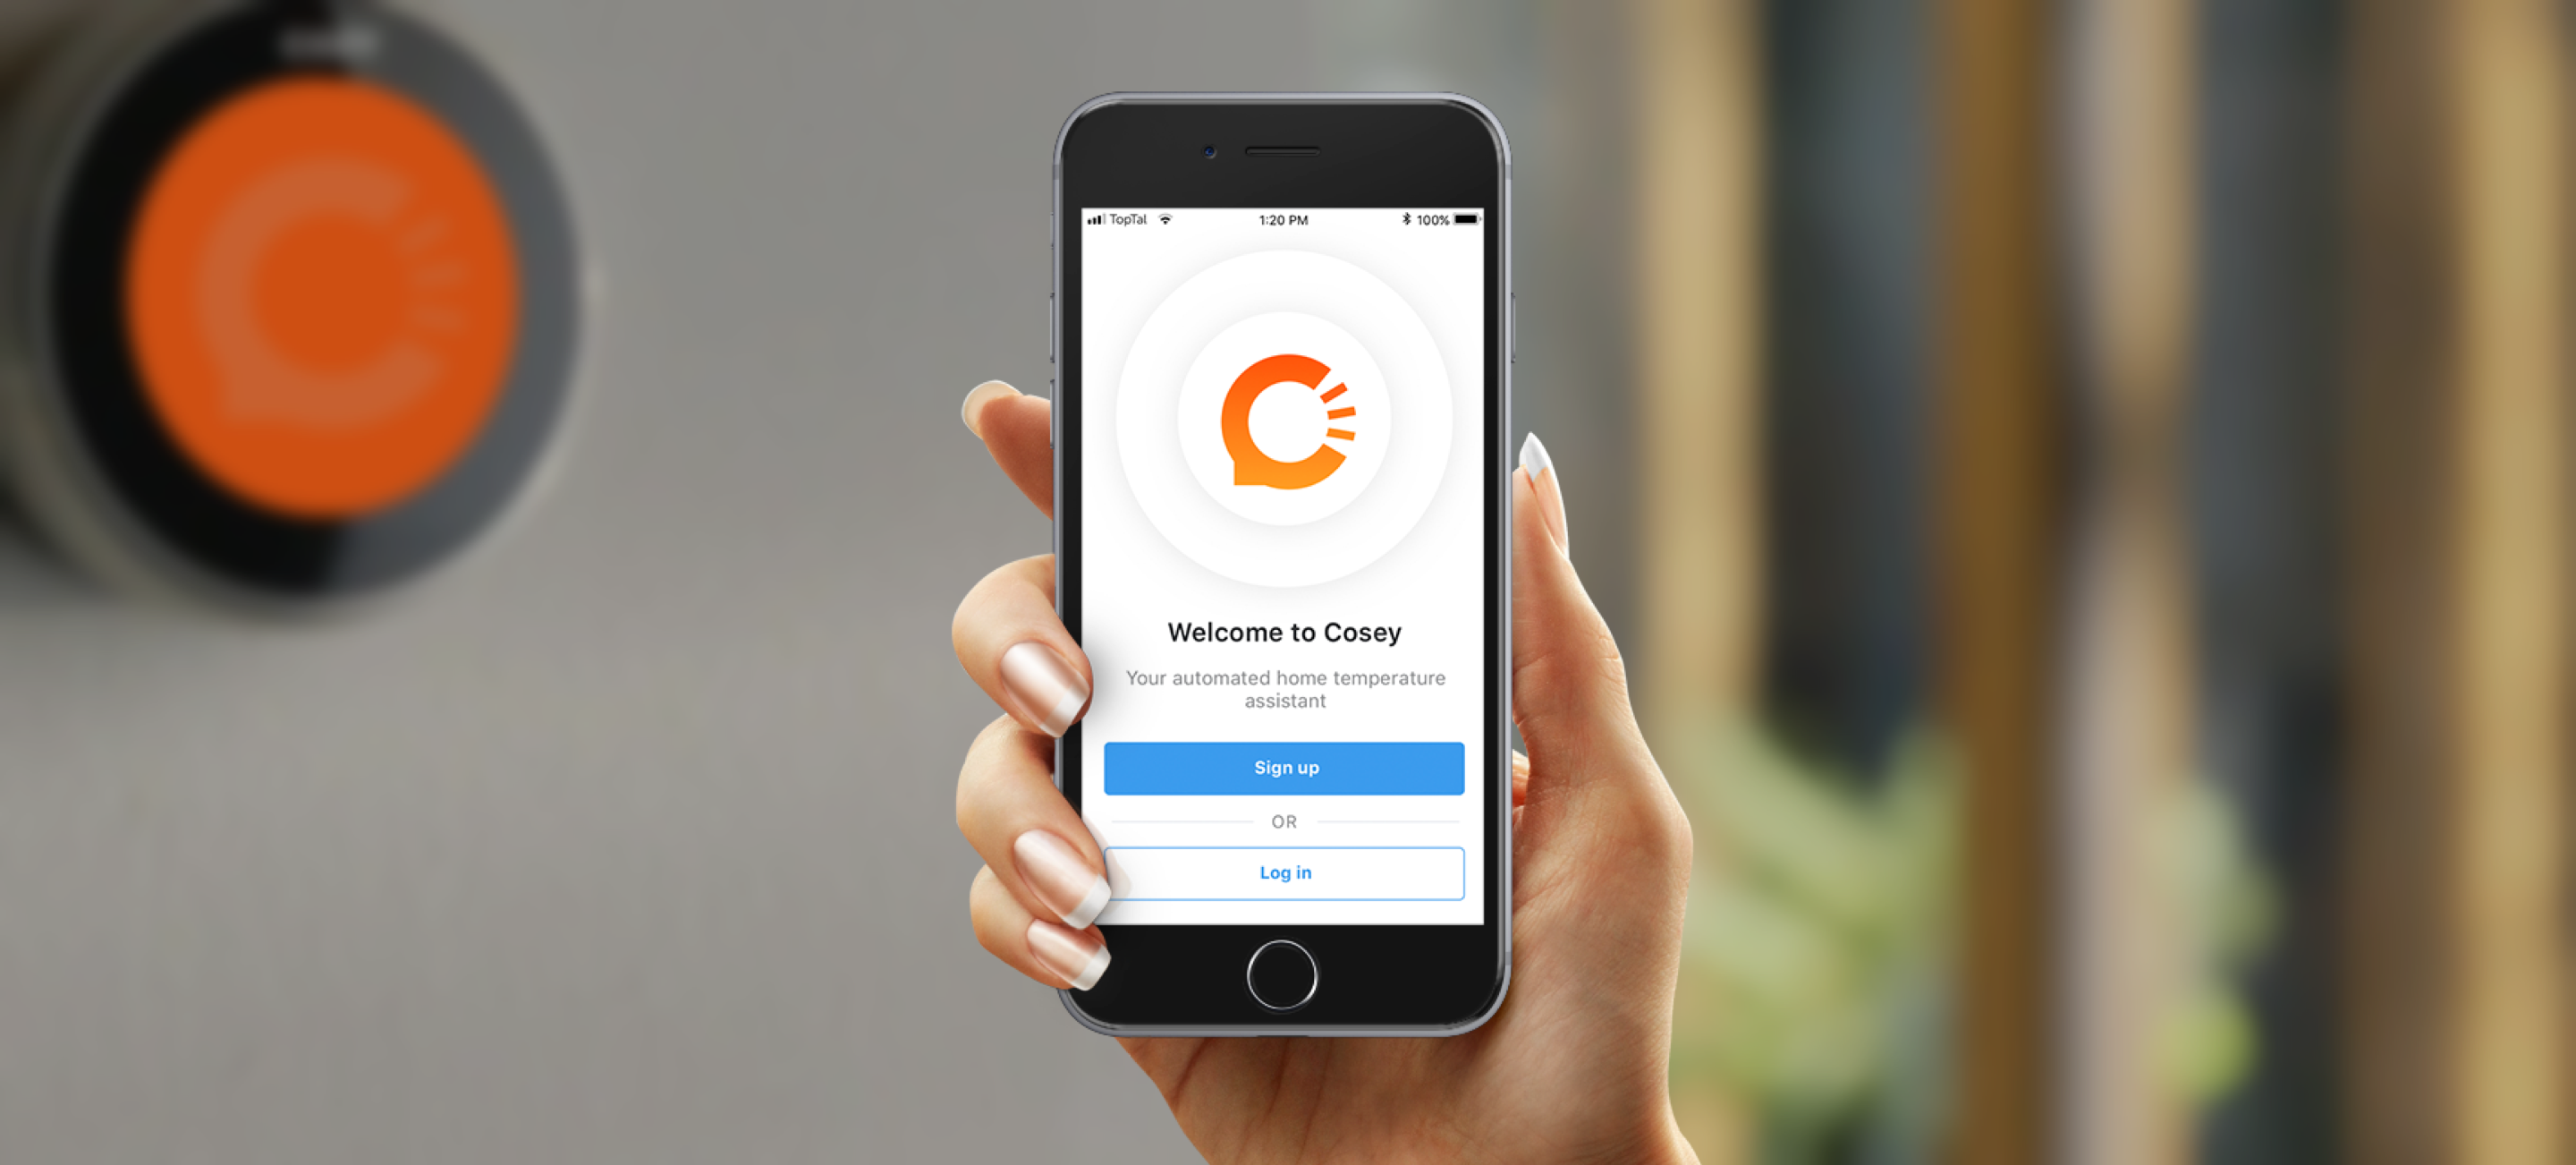 TopTal 1:20 PM 100%
Welcome to Cosey
Your automated home temperature
assistant
Sign up
OR
Log in